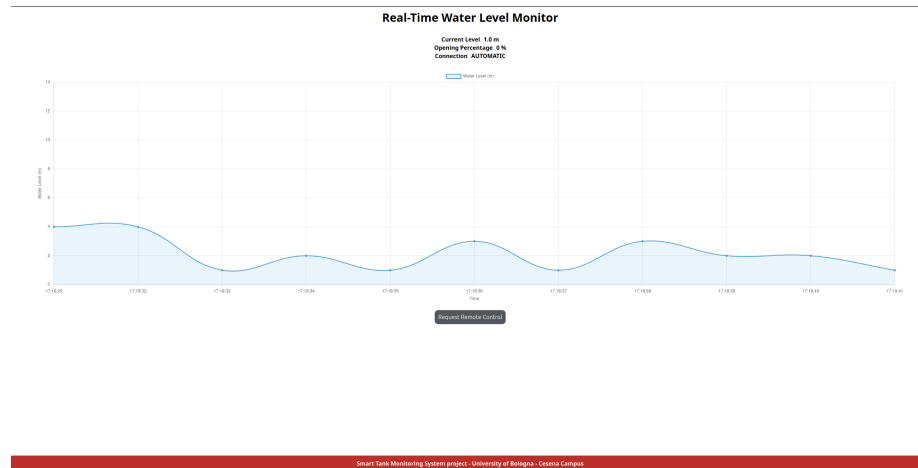 Real-Time Water Level Monitor
Current Level 1.0 m
Opening Percentage 0 %
Connection AUTOMATIC
Water Level (m)
14
12
10
8
6
4
2
0
Water Level (m)
17:18:29 17:18:32 17:18:33 17:18:34 17:18:35 17:18:36 17:18:37 17:18:38 17:18:39 17:18:40 17:18:41
Time
Request Remote Control
Smart Tank Monitoring System project - University of Bologna - Cesena Campus